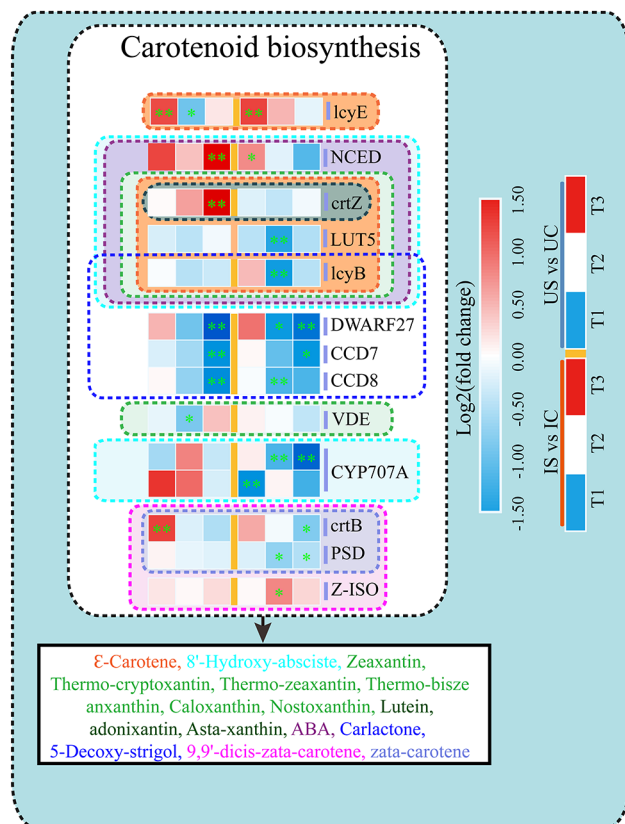 Carotenoid biosynthesis
** * ** lcyE
** * NCED
** crtZ
** LUT5
** lcyB
** * ** DWARF27
** * CCD7
** ** CCD8
* VDE
** **
** CYP707A
** * crtB
* * PSD
* Z-ISO
1.50
1.00
0.50
0.00
-0.50
-1.00
-1.50
Log2(fold change)
US vs UC
IS vs IC
T3
T2
T1
T3
T2
T1
Ɛ-Carotene, 8'-Hydroxy-absciste, Zeaxantin,
Thermo-cryptoxantin, Thermo-zeaxantin, Thermo-bisze
anxanthin, Caloxanthin, Nostoxanthin, Lutein,
adonixantin, Asta-xanthin, ABA, Carlactone,
5-Decoxy-strigol, 9,9'-dicis-zata-carotene, zata-carotene